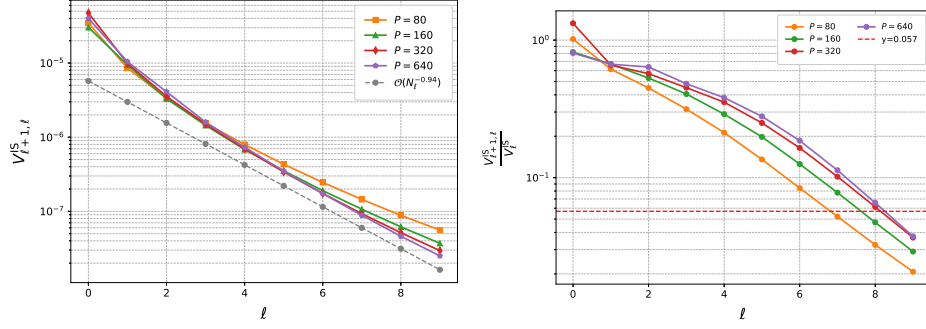 10^{-5}
10^{-6}
10^{-7}
V^{IS}_{ℓ+1,ℓ}
0 2 4 6 8
ℓ
P = 80
P = 160
P = 320
P = 640
𝒪(N_ℓ^{-0.94})
10^0
10^{-1}
V^{IS}_{ℓ+1,ℓ} / V^{IS}_ℓ
0 2 4 6 8
ℓ
P = 80
P = 160
P = 320
P = 640
y=0.057